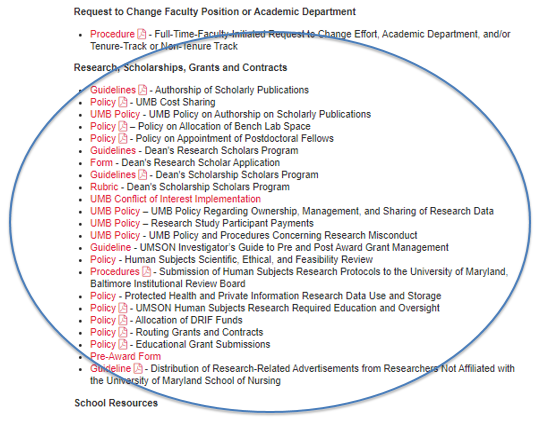 Request to Change Faculty Position or Academic Department
Procedure - Full-Time-Faculty-Initiated Request to Change Effort, Academic Department, and/or
Tenure-Track or Non-Tenure Track
Research, Scholarships, Grants and Contracts
Guidelines - Authorship of Scholarly Publications
Policy - UMB Cost Sharing
UMB Policy - UMB Policy on Authorship on Scholarly Publications
Policy – Policy on Allocation of Bench Lab Space
Policy - Policy on Appointment of Postdoctoral Fellows
Guidelines - Dean's Research Scholars Program
Form - Dean's Research Scholar Application
Guidelines - Dean's Scholarship Scholars Program
Rubric - Dean's Scholarship Scholars Program
UMB Conflict of Interest Implementation
UMB Policy – UMB Policy Regarding Ownership, Management, and Sharing of Research Data
UMB Policy – Research Study Participant Payments
UMB Policy - UMB Policy and Procedures Concerning Research Misconduct
Guideline - UMSON Investigator's Guide to Pre and Post Award Grant Management
Policy - Human Subjects Scientific, Ethical, and Feasibility Review
Procedures - Submission of Human Subjects Research Protocols to the University of Maryland,
Baltimore Institutional Review Board
Policy - Protected Health and Private Information Research Data Use and Storage
Policy - UMSON Human Subjects Research Required Education and Oversight
Policy - Allocation of DRIF Funds
Policy - Routing Grants and Contracts
Policy - Educational Grant Submissions
Pre-Award Form
Guideline - Distribution of Research-Related Advertisements from Researchers Not Affiliated with
the University of Maryland School of Nursing
School Resources